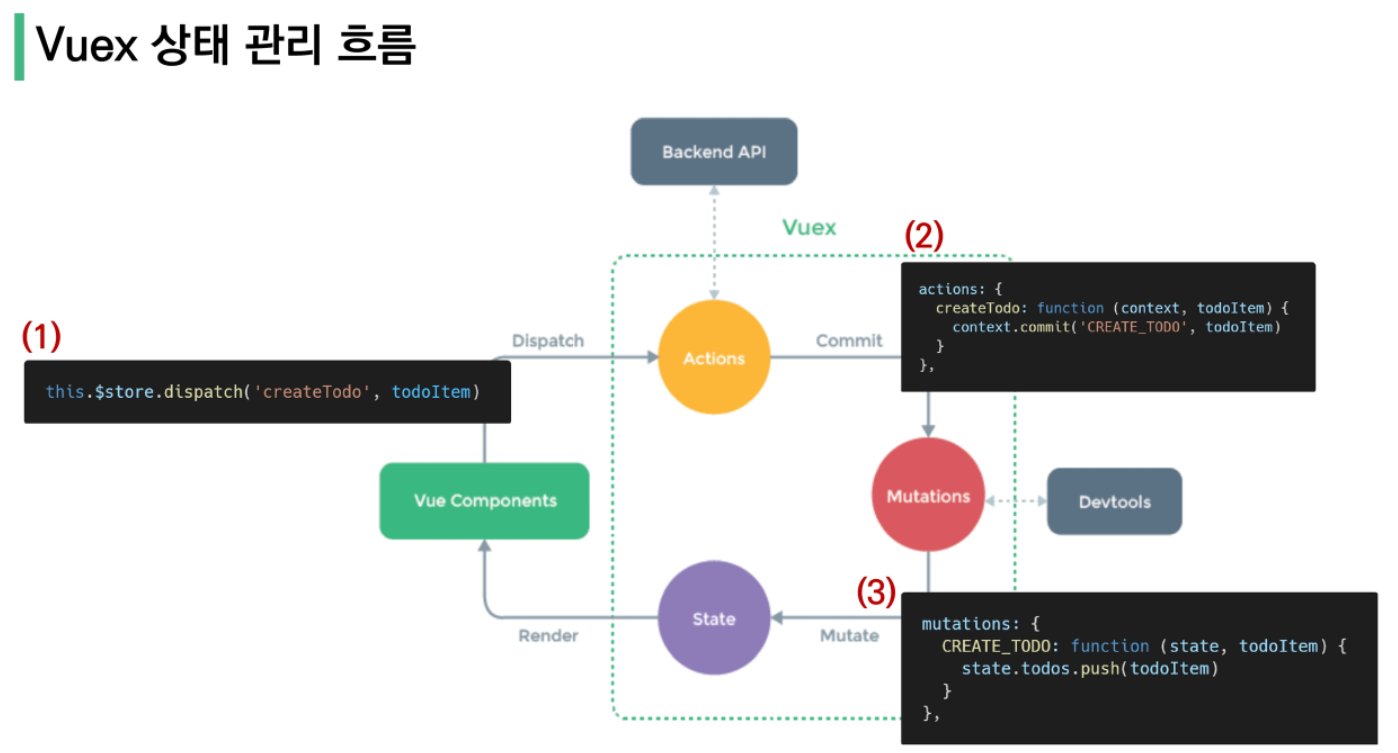 Vuex 상태 관리 흐름
Backend API
Vuex
(2)
actions: {
createTodo: function (context, todoItem) {
context.commit('CREATE_TODO', todoItem)
}
},
(1)
Dispatch
Actions
Commit
this.$store.dispatch('createTodo', todoItem)
Vue Components
Mutations
Devtools
(3)
State
Render
Mutate
mutations: {
CREATE_TODO: function (state, todoItem) {
state.todos.push(todoItem)
}
},